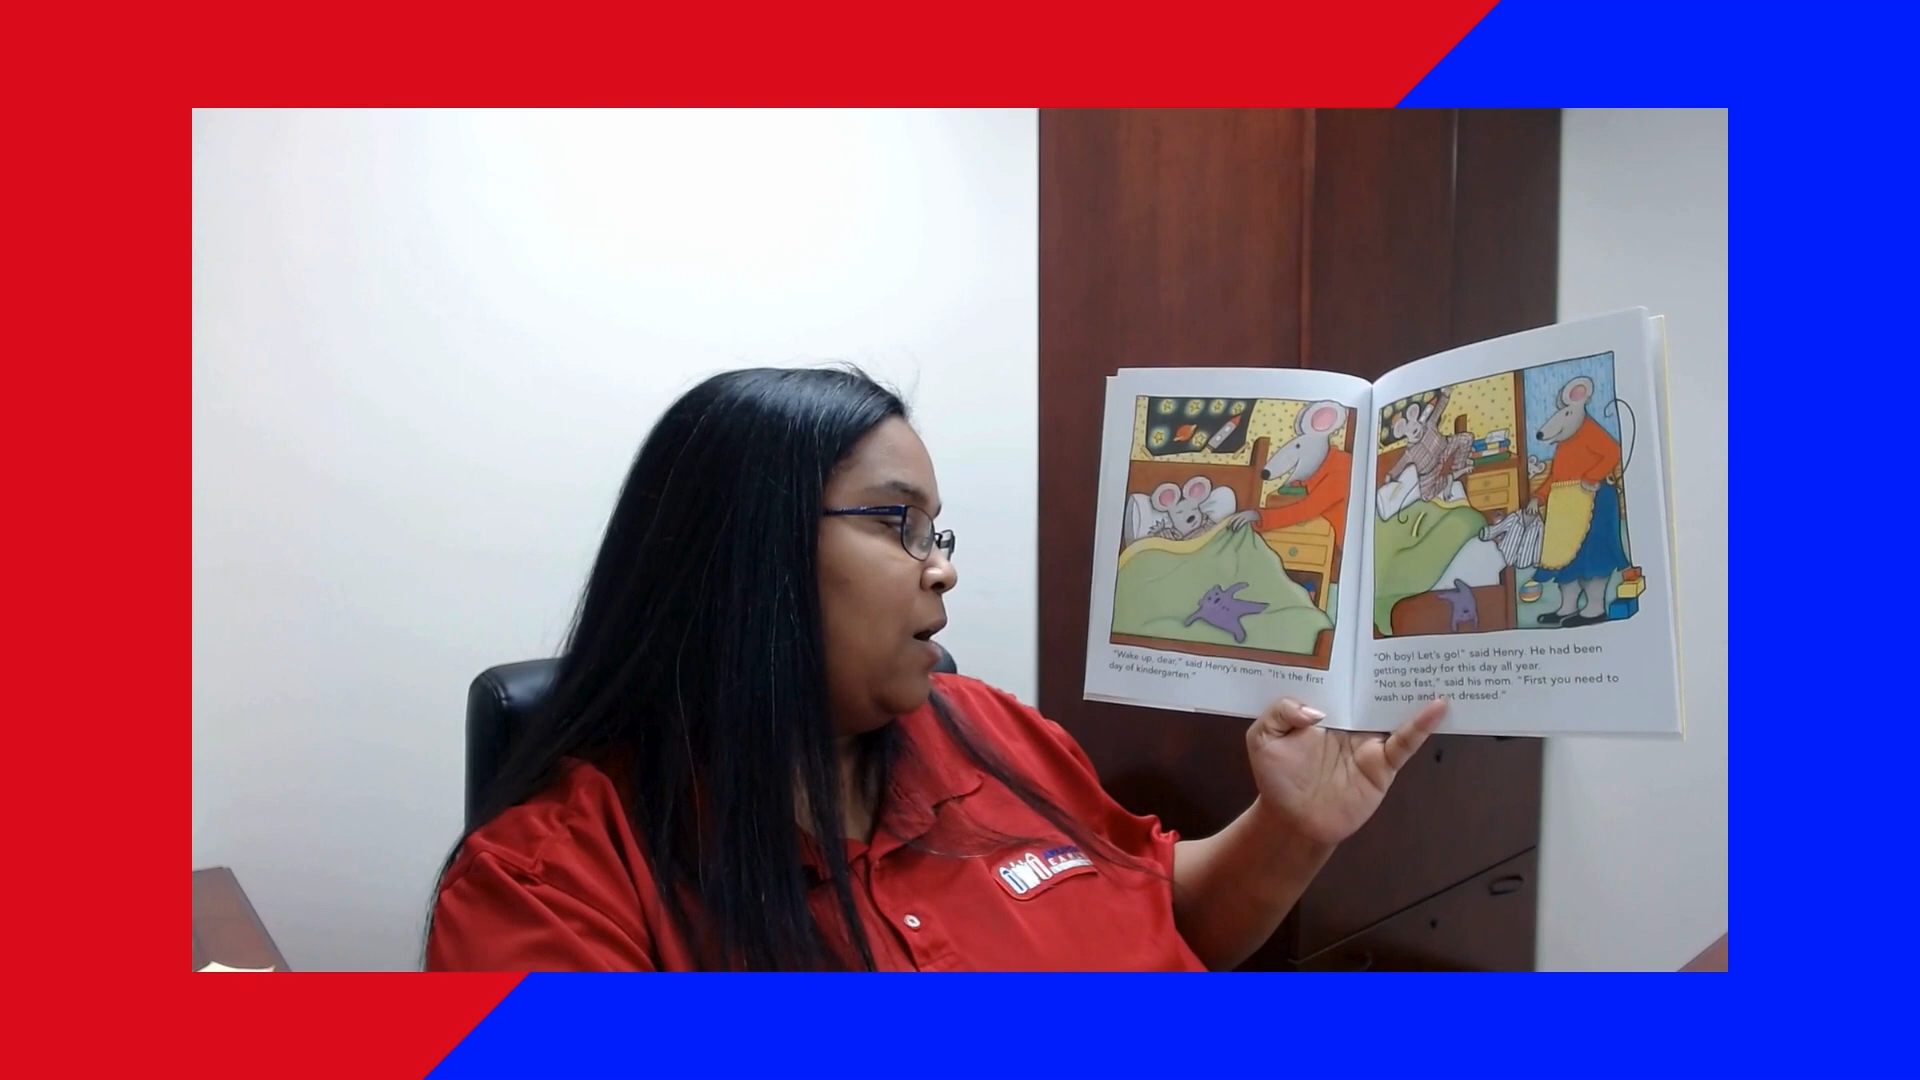 "Wake up, dear," said Henry's mom. "It's the first
day of kindergarten."
"Oh boy! Let's go!" said Henry. He had been
getting ready for this day all year.
"Not so fast," said his mom. "First you need to
wash up and get dressed."